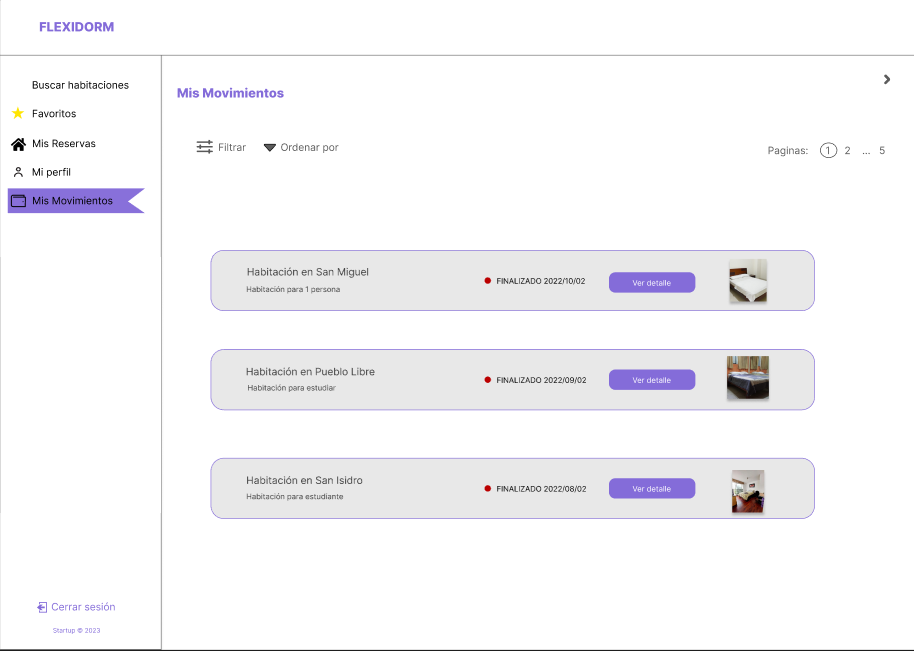 FLEXIDORM
Buscar habitaciones
Favoritos
Mis Reservas
Mi perfil
Mis Movimientos
Cerrar sesión
Startup © 2023
Mis Movimientos
Filtrar
Ordenar por
Paginas: 1 2 ... 5
Habitación en San Miguel
Habitación para 1 persona
FINALIZADO 2022/10/02
Ver detalle
Habitación en Pueblo Libre
Habitación para estudiar
FINALIZADO 2022/09/02
Ver detalle
Habitación en San Isidro
Habitación para estudiante
FINALIZADO 2022/08/02
Ver detalle